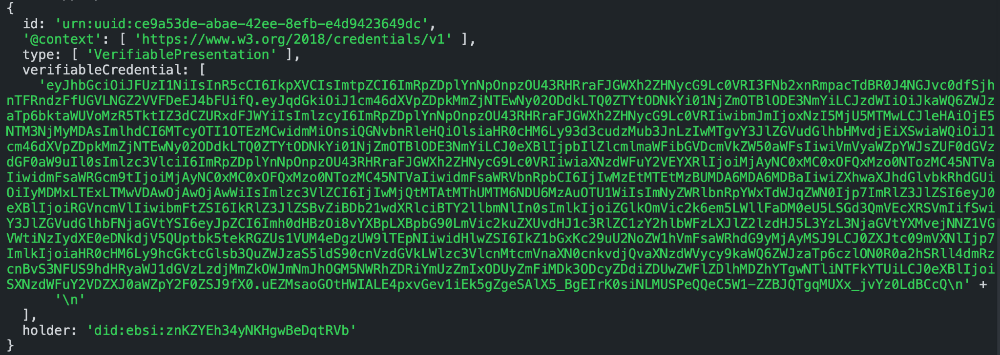 {
id: 'urn:uuid:ce9a53de-abae-42ee-8efb-e4d9423649dc',
'@context': [ 'https://www.w3.org/2018/credentials/v1' ],
type: [ 'VerifiablePresentation' ],
verifiableCredential: [
'eyJhbGciOiJFUzI1NiIsInR5cCI6IkpXVCIsImtpZCI6ImRpZDplYnNpOnpzOU43RHRraFJGWXh2ZHNycG9Lc0VRI3FNb2xnRmpacTdBR0J4NGJvc0dfSjh
nTFRndzFfUGVLNGZ2VVFDeEJ4bFUifQ.eyJqdGkiOiJ1cm46dXVpZDpkMmZjNTEwNy02ODdkLTQ0ZTYtODNkYi01NjZmOTBlODE3NmYiLCJzdWIiOiJkaWQ6ZWJz
aTp6bktaWUVoMzR5TktIZ3dCZURxdFJWYiIsImlzcyI6ImRpZDplYnNpOnpzOU43RHRraFJGWXh2ZHNycG9Lc0VRIiwibmJmIjoxNzI5MjU5MTMwLCJleHAiOjE5
NTM3NjMyMDAsImlhdCI6MTcyOTI1OTEzMCwidmMiOnsiQGNvbnRleHQiOlsiaHR0cHM6Ly93d3cudzMub3JnLzIwMTgvY3JlZGVudGlhbHMvdjEiXSwiaWQiOiJ1
cm46dXVpZDpkMmZjNTEwNy02ODdkLTQ0ZTYtODNkYi01NjZmOTBlODE3NmYiLCJ0eXBlIjpbIlZlcmlmaWFibGVDcmVkZW50aWFsIiwiVmVyaWZpYWJsZUF0dGVz
dGF0aW9uIl0sImlzc3VlciI6ImRpZDplYnNpOnpzOU43RHRraFJGWXh2ZHNycG9Lc0VRIiwiaXNzdWFuY2VEYXRlIjoiMjAyNC0xMC0xOFQxMzo0NTozMC45NTVa
IiwidmFsaWRGcm9tIjoiMjAyNC0xMC0xOFQxMzo0NTozMC45NTVaIiwidmFsaWRVbnRpbCI6IjIwMzEtMTEtMzBUMDA6MDA6MDBaIiwiZXhwaXJhdGlvbkRhdGUi
OiIyMDMxLTExLTMwVDAwOjAwOjAwWiIsImlzc3VlZCI6IjIwMjQtMTAtMThUMTM6NDU6MzAuOTU1WiIsImNyZWRlbnRpYWxTdWJqZWN0Ijp7ImRlZ3JlZSI6eyJ0
eXBlIjoiRGVncmVlIiwibmFtZSI6IkRlZ3JlZSBvZiBDb21wdXRlciBTY2llbmNlIn0sImlkIjoiZGlkOmVic2k6em5LWllFaDM0eU5LSGd3QmVEcXRSVmIifSwi
Y3JlZGVudGlhbFNjaGVtYSI6eyJpZCI6Imh0dHBzOi8vYXBpLXBpbG90LmVic2kuZXUvdHJ1c3RlZC1zY2hlbWFzLXJlZ2lzdHJ5L3YzL3NjaGVtYXMvejNNZ1VG
VWtiNzIydXE0eDNkdjV5QUptbk5tekRGZUs1VUM4eDgzUW9lTEpNIiwidHlwZSI6IkZ1bGxKc29uU2NoZW1hVmFsaWRhdG9yMjAyMSJ9LCJ0ZXJtc09mVXNlIjp7
ImlkIjoiaHR0cHM6Ly9hcGktcGlsb3QuZWJzaS5ldS90cnVzdGVkLWlzc3VlcnMtcmVnaXN0cnkvdjQvaXNzdWVycy9kaWQ6ZWJzaTp6czlON0R0a2hSRll4dmRz
cnBvS3NFUS9hdHRyaWJ1dGVzLzdjMmZkOWJmNmJhOGM5NWRhZDRiYmUzZmIxODUyZmFiMDk3ODcyZDdiZDUwZWFlZDlhMDZhYTgwNTliNTFkYTUiLCJ0eXBlIjoi
SXNzdWFuY2VDZXJ0aWZpY2F0ZSJ9fX0.uEZMsaoGOtHWIALE4pxvGev1iEk5gZgeSAlX5_BgEIrK0siNLMUSPeQQeC5W1-ZZBJQTgqMUXx_jvYz0LdBCcQ\n' +
'\n'
],
holder: 'did:ebsi:znKZYEh34yNKHgwBeDqtRVb'
}